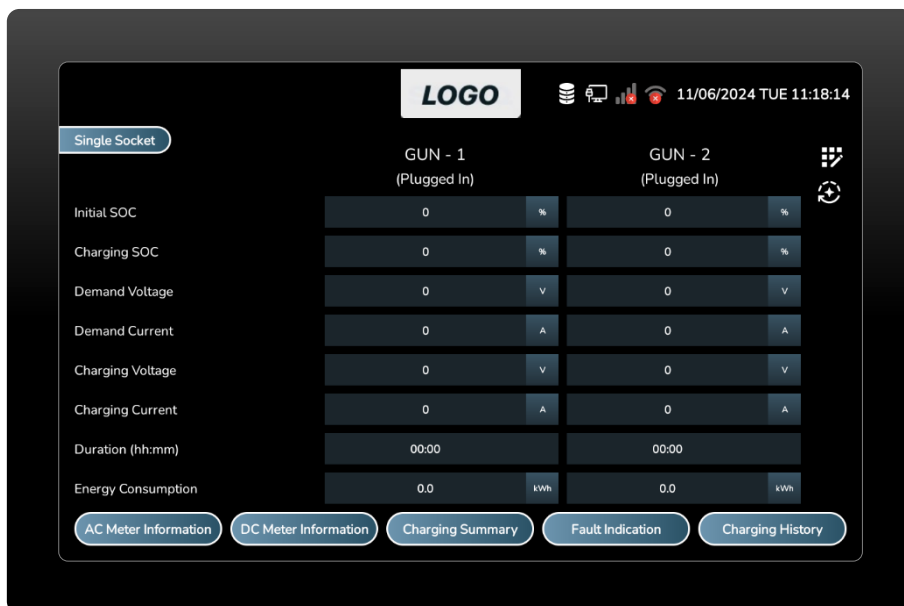 LOGO
11/06/2024 TUE 11:18:14
Single Socket
GUN - 1 GUN - 2
(Plugged In) (Plugged In)
Initial SOC 0 % 0 %
Charging SOC 0 % 0 %
Demand Voltage 0 V 0 V
Demand Current 0 A 0 A
Charging Voltage 0 V 0 V
Charging Current 0 A 0 A
Duration (hh:mm) 00:00 00:00
Energy Consumption 0.0 kWh 0.0 kWh
AC Meter Information DC Meter Information Charging Summary Fault Indication Charging History